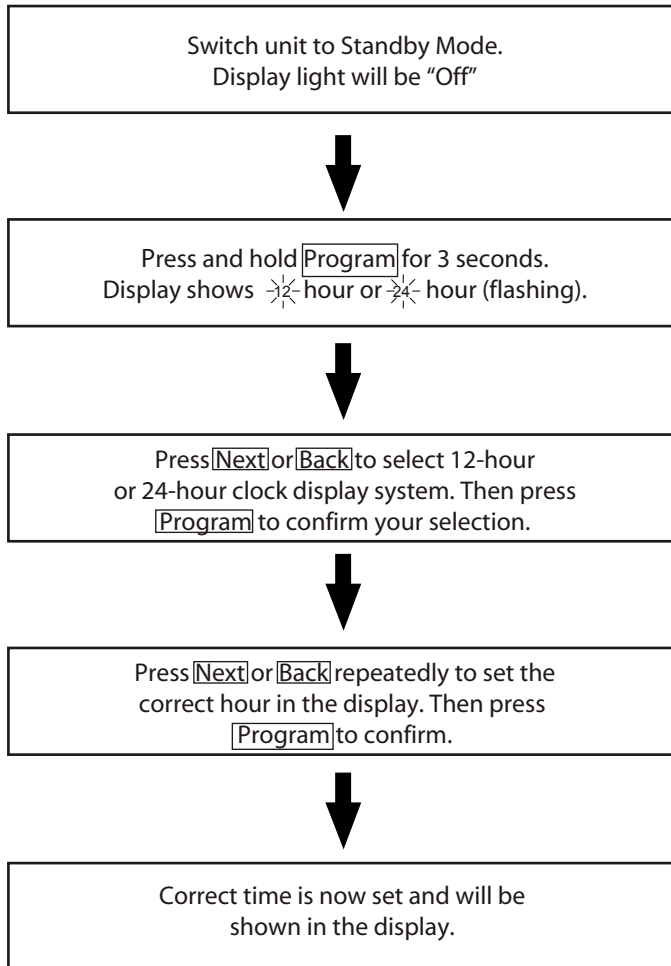 Switch unit to Standby Mode.
Display light will be “Off”
Press and hold Program for 3 seconds.
Display shows 12 hour or 24 hour (flashing).
Press Next or Back to select 12-hour
or 24-hour clock display system. Then press
Program to confirm your selection.
Press Next or Back repeatedly to set the
correct hour in the display. Then press
Program to confirm.
Correct time is now set and will be
shown in the display.